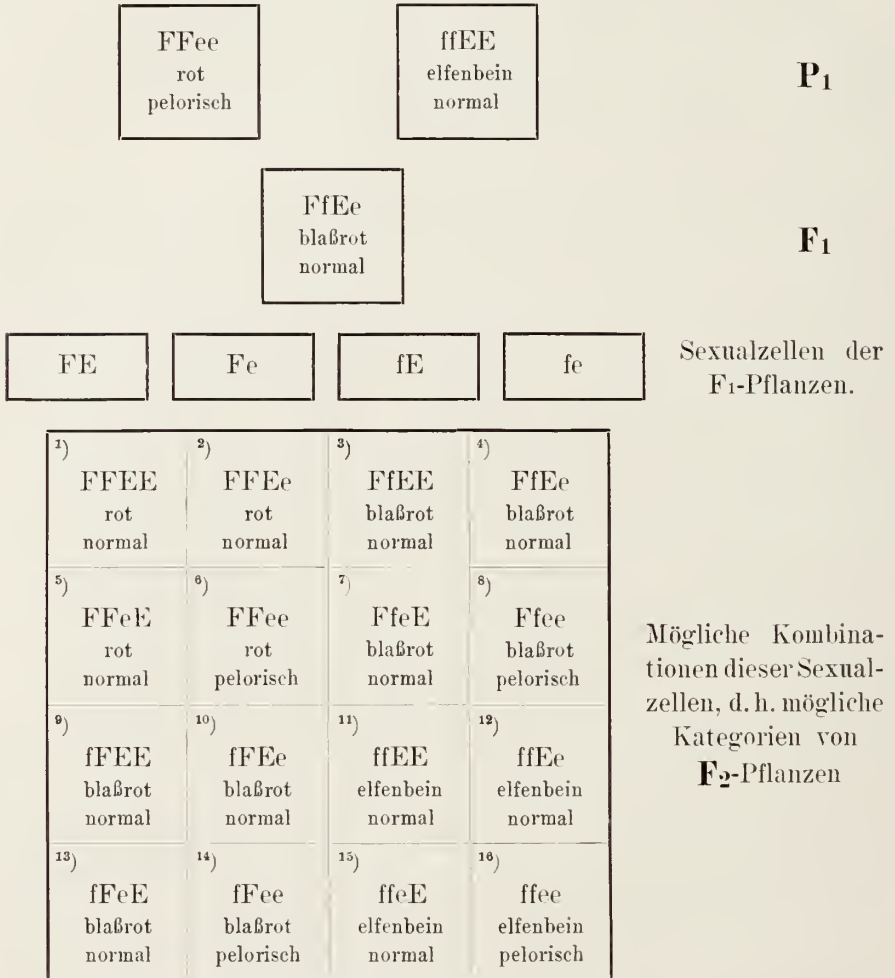 FFee
rot
pelorisch
ffEE
elfenbein
normal
P1
FfEe
blaßrot
normal
F1
FE
Fe
fE
fe
Sexualzellen der
F1-Pflanzen.
1)
FFEE
rot
normal
2)
FFEe
rot
normal
3)
FfEE
blaßrot
normal
4)
FfEe
blaßrot
normal
5)
FFeE
rot
normal
6)
FFee
rot
pelorisch
7)
FfeE
blaßrot
normal
8)
Ffee
blaßrot
pelorisch
Mögliche Kombina-
tionen dieser Sexual-
zellen, d. h. mögliche
Kategorien von
F2-Pflanzen
9)
fFEE
blaßrot
normal
10)
fFEe
blaßrot
normal
11)
ffEE
elfenbein
normal
12)
ffEe
elfenbein
normal
13)
fFeE
blaßrot
normal
14)
fFee
blaßrot
pelorisch
15)
ffeE
elfenbein
normal
16)
ffee
elfenbein
pelorisch